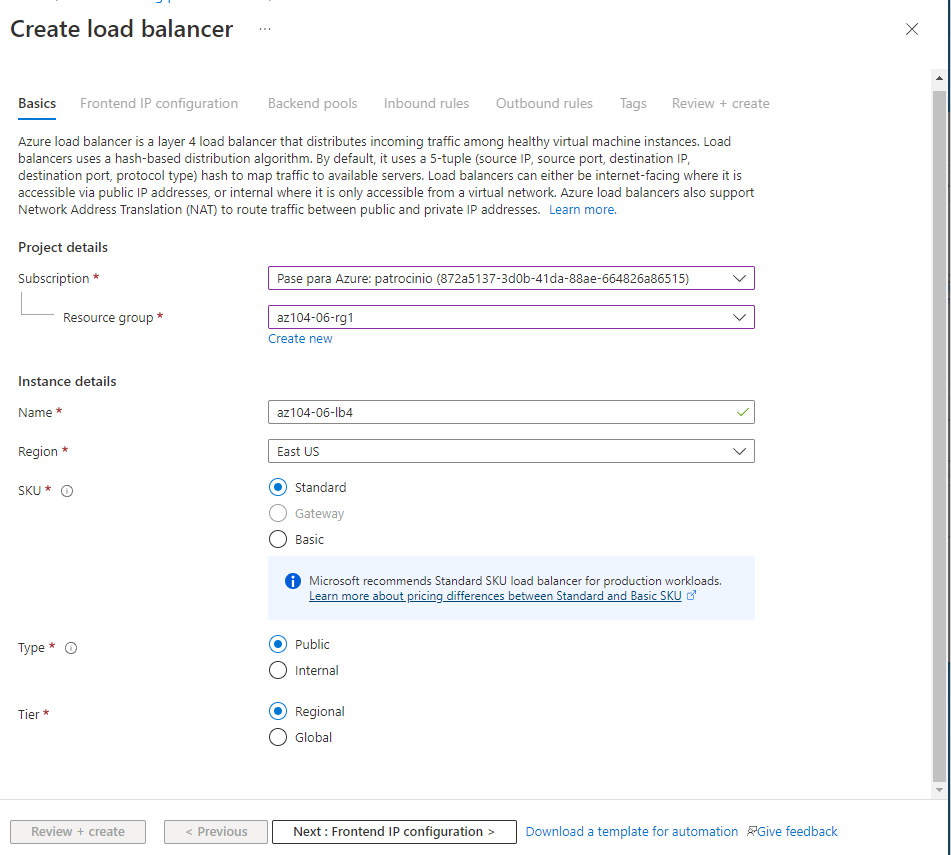 Create load balancer ...
Basics Frontend IP configuration Backend pools Inbound rules Outbound rules Tags Review + create
Azure load balancer is a layer 4 load balancer that distributes incoming traffic among healthy virtual machine instances. Load
balancers uses a hash-based distribution algorithm. By default, it uses a 5-tuple (source IP, source port, destination IP,
destination port, protocol type) hash to map traffic to available servers. Load balancers can either be internet-facing where it is
accessible via public IP addresses, or internal where it is only accessible from a virtual network. Azure load balancers also support
Network Address Translation (NAT) to route traffic between public and private IP addresses. Learn more.
Project details
Subscription * Pase para Azure: patrocinio (872a5137-3d0b-41da-88ae-664826a86515)
Resource group * az104-06-rg1
Create new
Instance details
Name * az104-06-lb4
Region * East US
SKU * Standard
Gateway
Basic
Microsoft recommends Standard SKU load balancer for production workloads.
Learn more about pricing differences between Standard and Basic SKU
Type * Public
Internal
Tier * Regional
Global
Review + create < Previous Next : Frontend IP configuration > Download a template for automation Give feedback